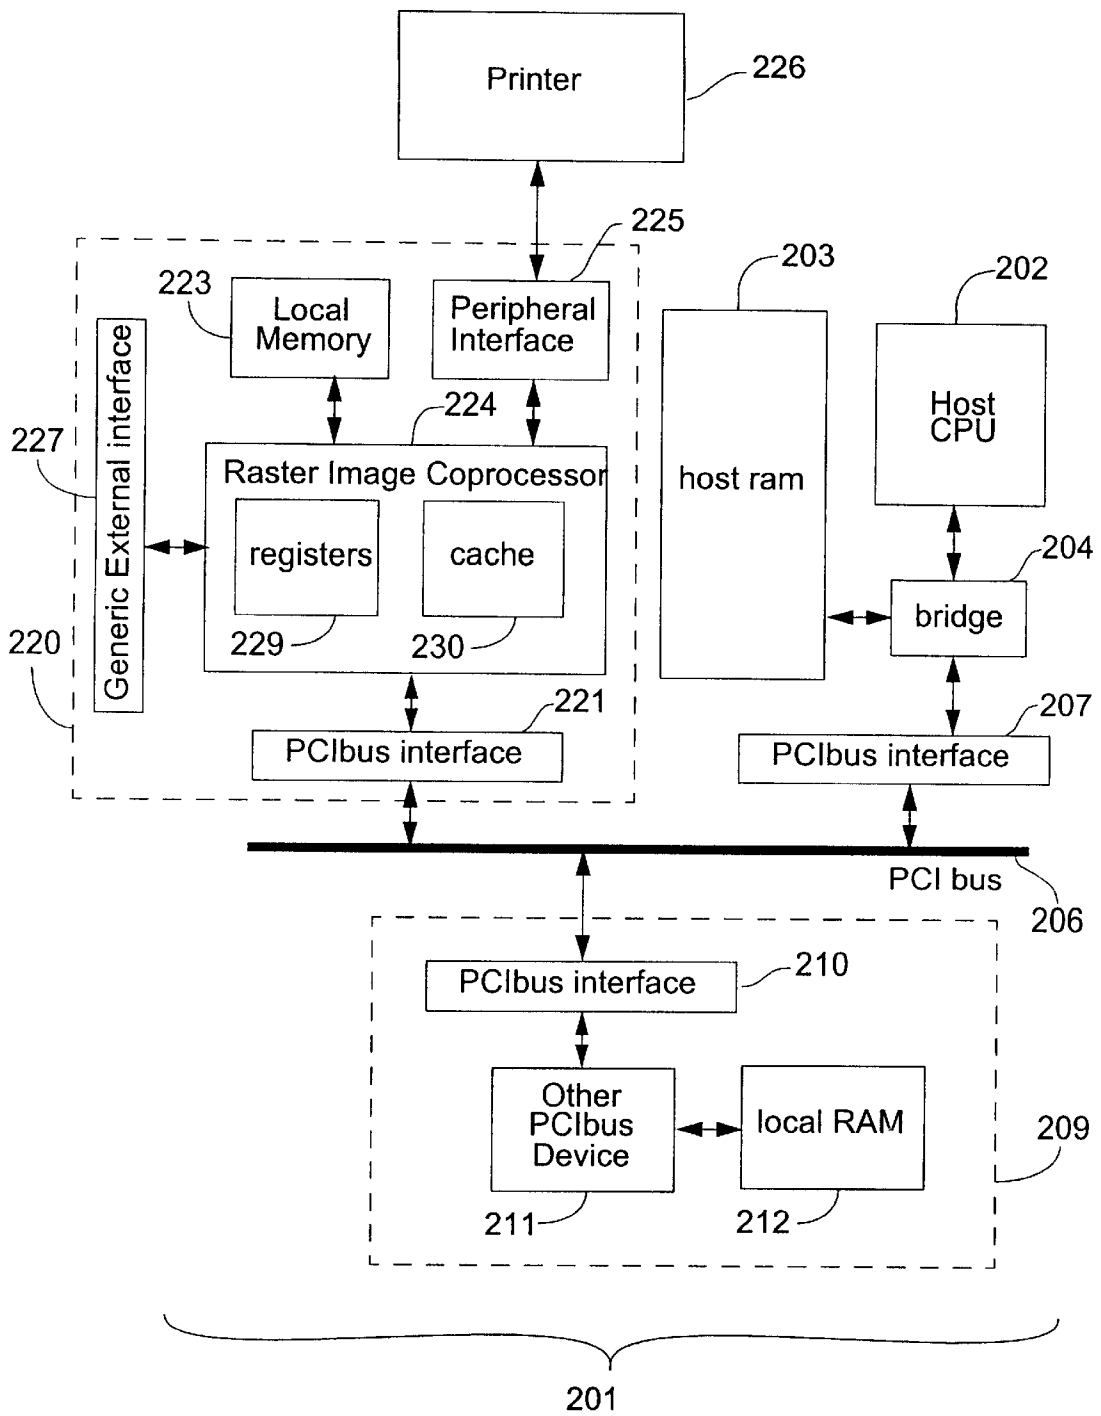 Printer
226
225
203
202
223
Local
Memory
Peripheral
Interface
Generic External interface
227
224
Host
CPU
Raster Image Coprocessor
host ram
registers
cache
204
229
230
bridge
220
221
207
PCIbus interface
PCIbus interface
PCI bus
206
PCIbus interface
210
Other
PCIbus
Device
local RAM
209
211
212
201